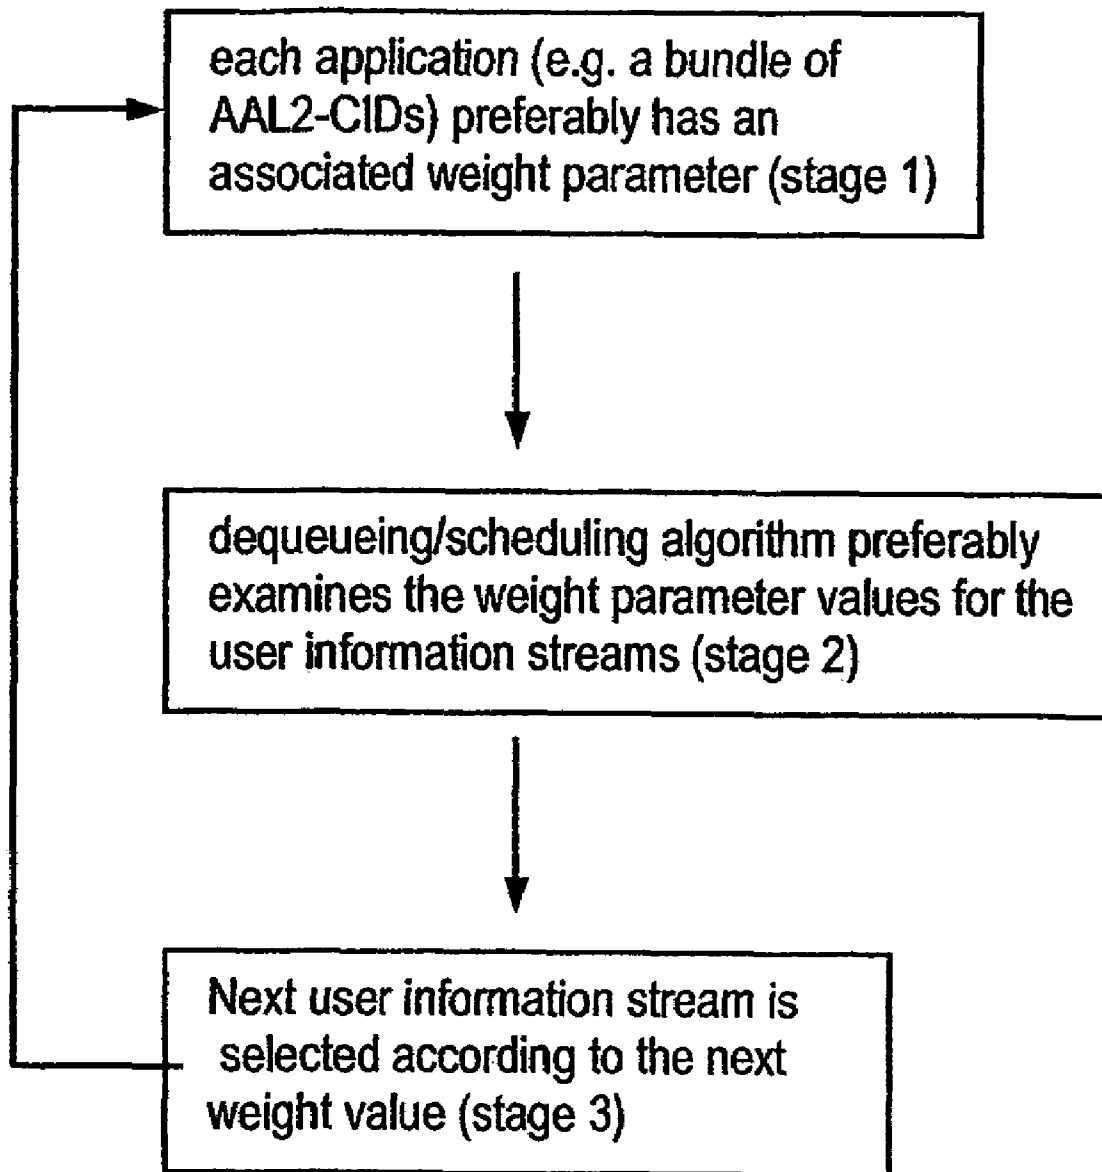 each application (e.g. a bundle of
AAL2-CIDs) preferably has an
associated weight parameter (stage 1)
dequeueing/scheduling algorithm preferably
examines the weight parameter values for the
user information streams (stage 2)
Next user information stream is
selected according to the next
weight value (stage 3)